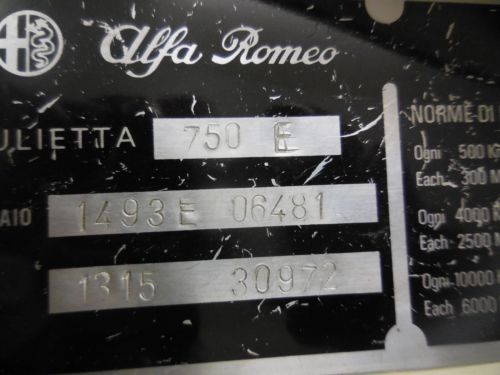 Alfa Romeo
ULIETTA 750 E
AIO 1493 E 06481
1315 30972
NORME DI
Ogni 500 K
Each 300 M
Ogni 4000
Each 2500 M
Ogni 10000
Each 6000